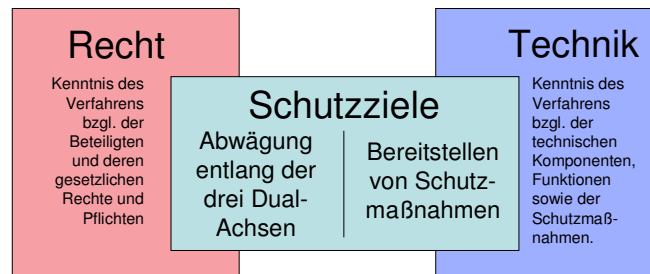 Recht
Kenntnis des
Verfahrens
bzgl. der
Beteiligten
und deren
gesetzlichen
Rechte und
Pflichten
Schutzziele
Abwägung
entlang der
drei Dual-
Achsen
Bereitstellen
von Schutz-
maßnahmen
Technik
Kenntnis des
Verfahrens
bzgl. der
technischen
Komponenten,
Funktionen
sowie der
Schutzmaß-
nahmen.